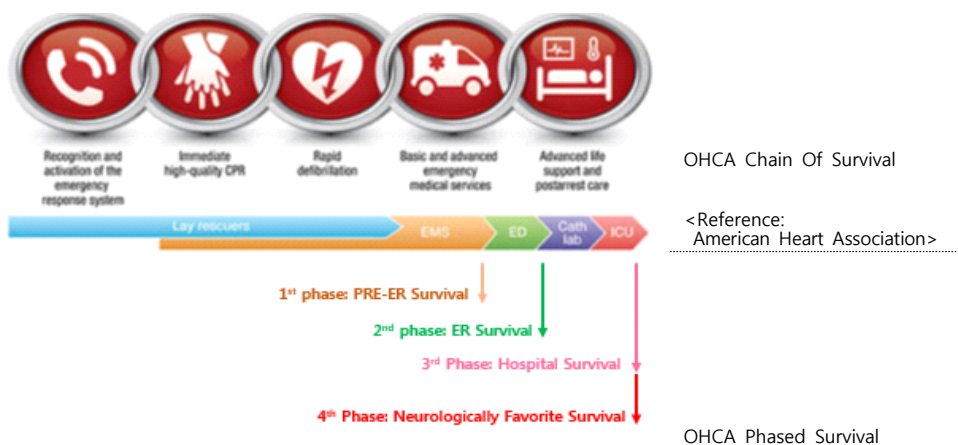 Recognition and
activation of the
emergency
response system
Immediate
high-quality CPR
Rapid
defibrillation
Basic and advanced
emergency
medical services
Advanced life
support and
postarrest care
OHCA Chain Of Survival
<Reference:
American Heart Association>
Lay rescuers
EMS
ED
Cath
lab
ICU
1st phase: PRE-ER Survival
2nd phase: ER Survival
3rd Phase: Hospital Survival
4th Phase: Neurologically Favorite Survival
OHCA Phased Survival